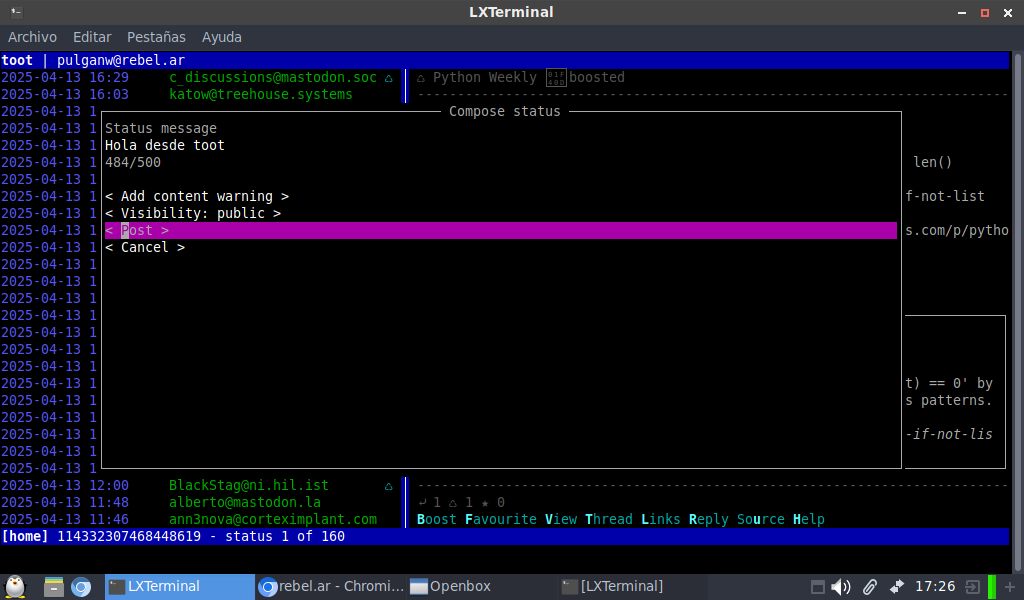 LXTerminal
Archivo Editar Pestañas Ayuda
toot | pulganw@rebel.ar
2025-04-13 16:29 c_discussions@mastodon.soc ♺ ♺ Python Weekly 01F40D boosted
2025-04-13 16:03 katow@treehouse.systems
2025-04-13 1 Compose status
2025-04-13 1 Status message
2025-04-13 1 Hola desde toot
2025-04-13 1 484/500 len()
2025-04-13 1
2025-04-13 1 < Add content warning > f-not-list
2025-04-13 1 < Visibility: public >
2025-04-13 1 < Post > s.com/p/pytho
2025-04-13 1 < Cancel >
2025-04-13 1
2025-04-13 1
2025-04-13 1
2025-04-13 1
2025-04-13 1
2025-04-13 1
2025-04-13 1
2025-04-13 1 t) == 0' by
2025-04-13 1 s patterns.
2025-04-13 1
2025-04-13 1 -if-not-lis
2025-04-13 1
2025-04-13 1
2025-04-13 12:00 BlackStag@ni.hil.ist ♺
2025-04-13 11:48 alberto@mastodon.la ⤶ 1 ♺ 1 ★ 0
2025-04-13 11:46 ann3nova@corteximplant.com Boost Favourite View Thread Links Reply Source Help
[home] 114332307468448619 - status 1 of 160
LXTerminal rebel.ar - Chromi... Openbox [LXTerminal] 17:26